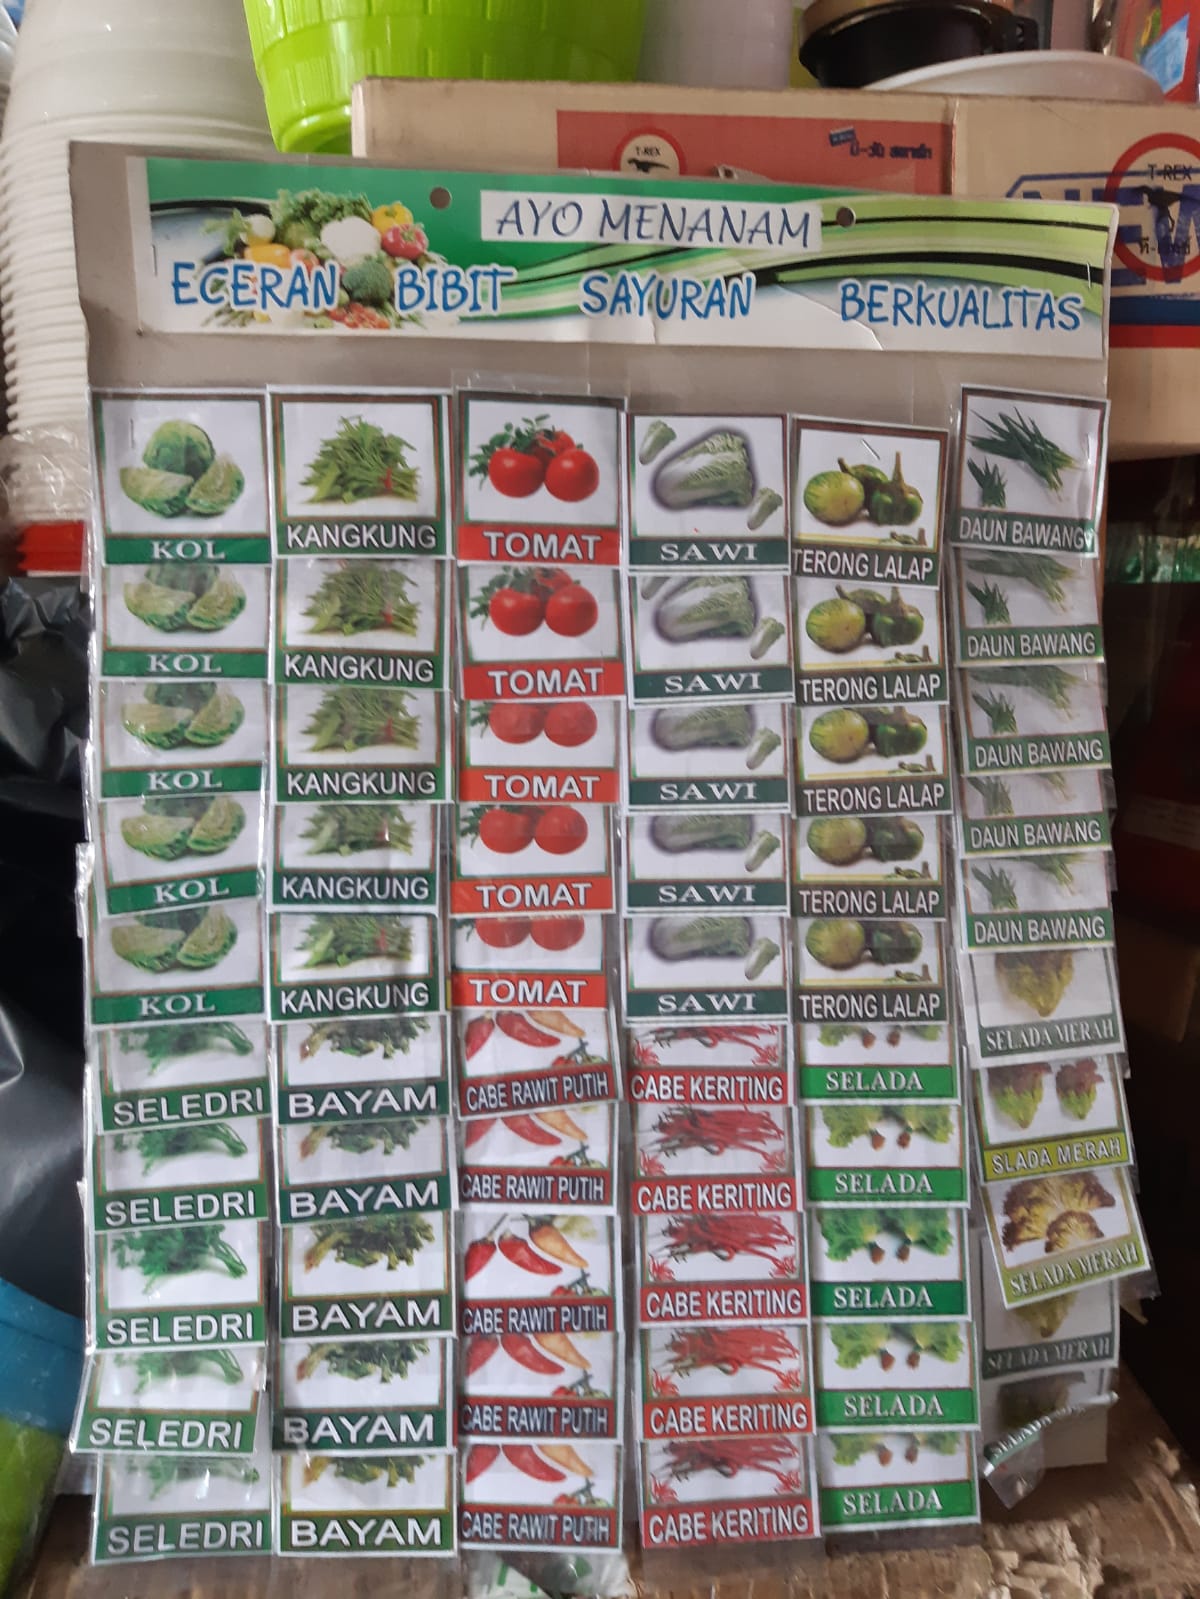 T-REX
T-REX
AYO MENANAM
ECERAN BIBIT SAYURAN BERKUALITAS
KOL
KANGKUNG
TOMAT
SAWI
TERONG LALAP
DAUN BAWANG
KOL
KANGKUNG
TOMAT
SAWI
TERONG LALAP
DAUN BAWANG
KOL
KANGKUNG
TOMAT
SAWI
TERONG LALAP
DAUN BAWANG
KOL
KANGKUNG
TOMAT
SAWI
TERONG LALAP
DAUN BAWANG
KOL
KANGKUNG
TOMAT
SAWI
TERONG LALAP
DAUN BAWANG
SELEDRI
BAYAM
CABE RAWIT PUTIH
CABE KERITING
SELADA
SELADA MERAH
SELEDRI
BAYAM
CABE RAWIT PUTIH
CABE KERITING
SELADA
SLADA MERAH
SELEDRI
BAYAM
CABE RAWIT PUTIH
CABE KERITING
SELADA
SELADA MERAH
SELEDRI
BAYAM
CABE RAWIT PUTIH
CABE KERITING
SELADA
SELADA MERAH
SELEDRI
BAYAM
CABE RAWIT PUTIH
CABE KERITING
SELADA